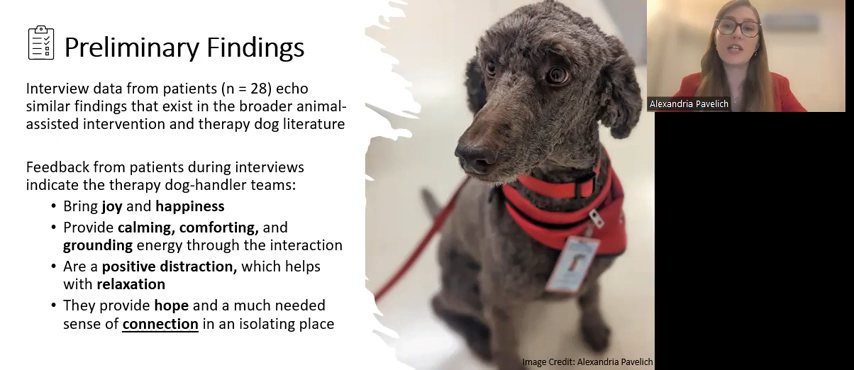 Preliminary Findings
Interview data from patients (n = 28) echo
similar findings that exist in the broader animal-
assisted intervention and therapy dog literature
Feedback from patients during interviews
indicate the therapy dog-handler teams:
• Bring joy and happiness
• Provide calming, comforting, and
grounding energy through the interaction
• Are a positive distraction, which helps
with relaxation
• They provide hope and a much needed
sense of connection in an isolating place
Image Credit: Alexandria Pavelich
Alexandria Pavelich